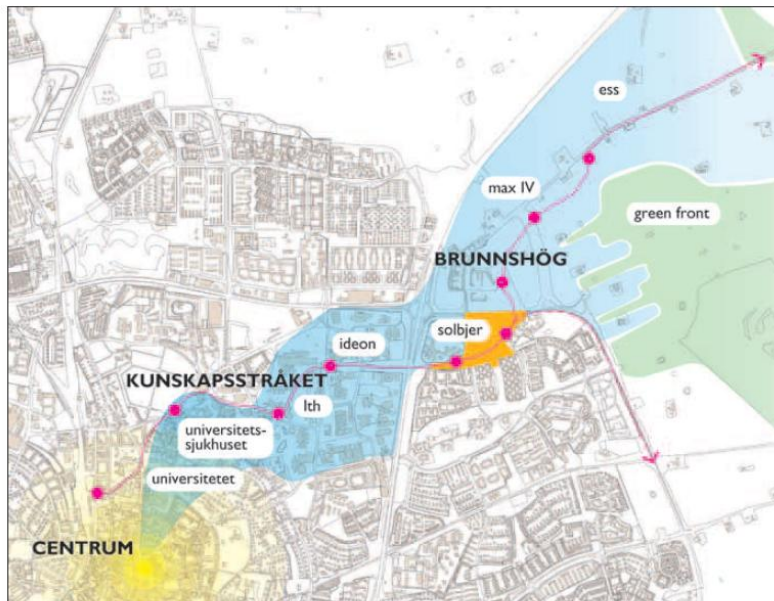 ess
max IV
green front
BRUNNSHÖG
solbjer
ideon
KUNSKAPSSTRÅKET
lth
universitets-
sjukhuset
universitetet
CENTRUM